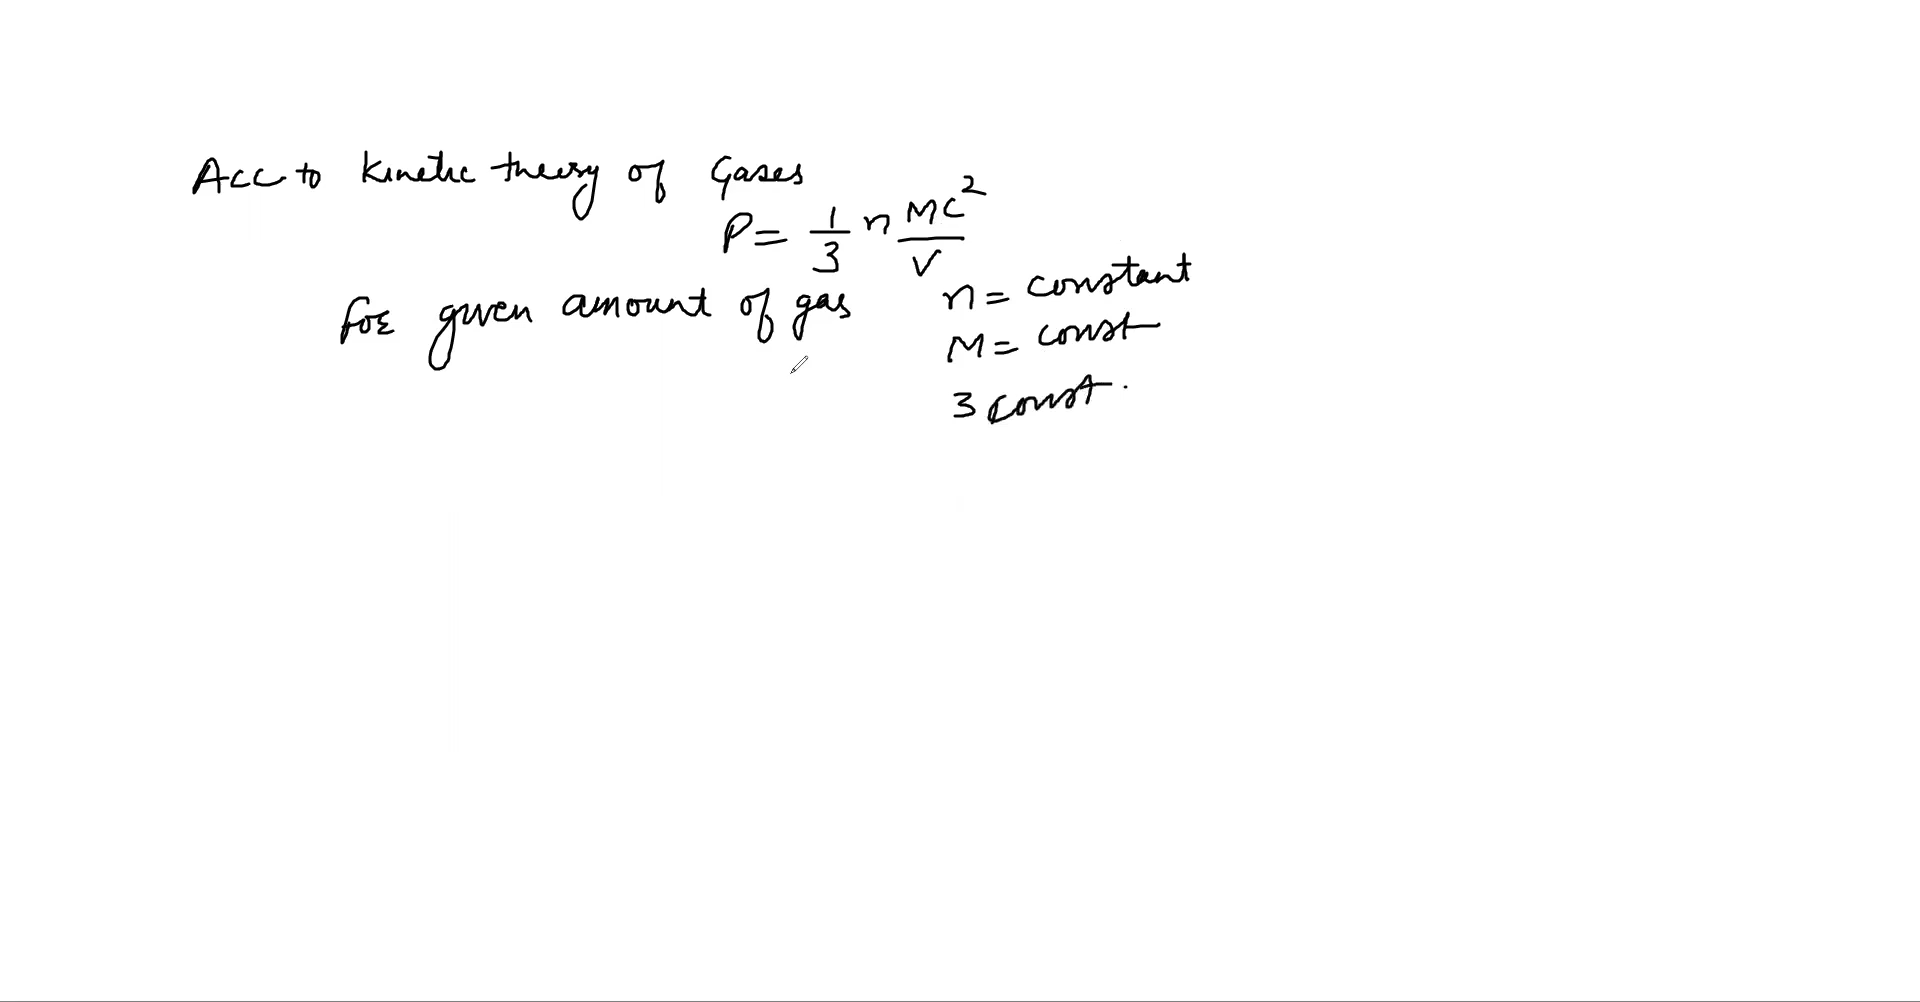 Acc to kinetic theory of Gases
P = 1/3 n MC²/V
for given amount of gas
n = constant
M = const
3 const.